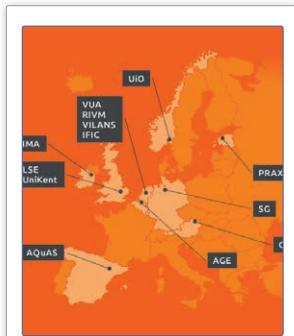 UiO
VUA
RIVM
VILANS
IFIC
IMA
LSE
UniKent
PRAX
SG
AGE
AQuAS